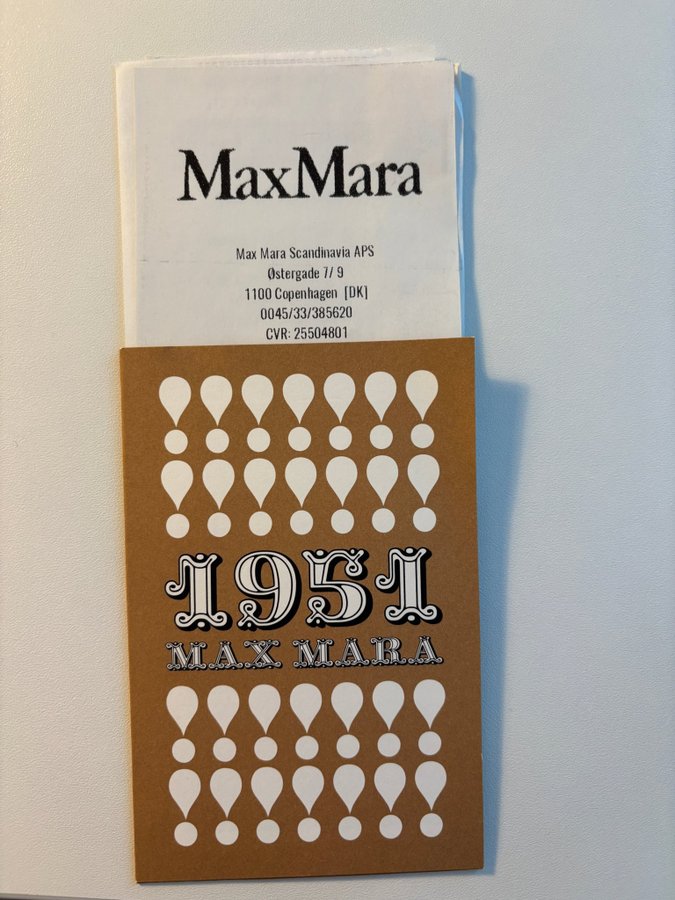 MaxMara
Max Mara Scandinavia APS
Østergade 7/ 9
1100 Copenhagen [DK]
0045/33/385620
CVR: 25504801
1951
MAX MARA